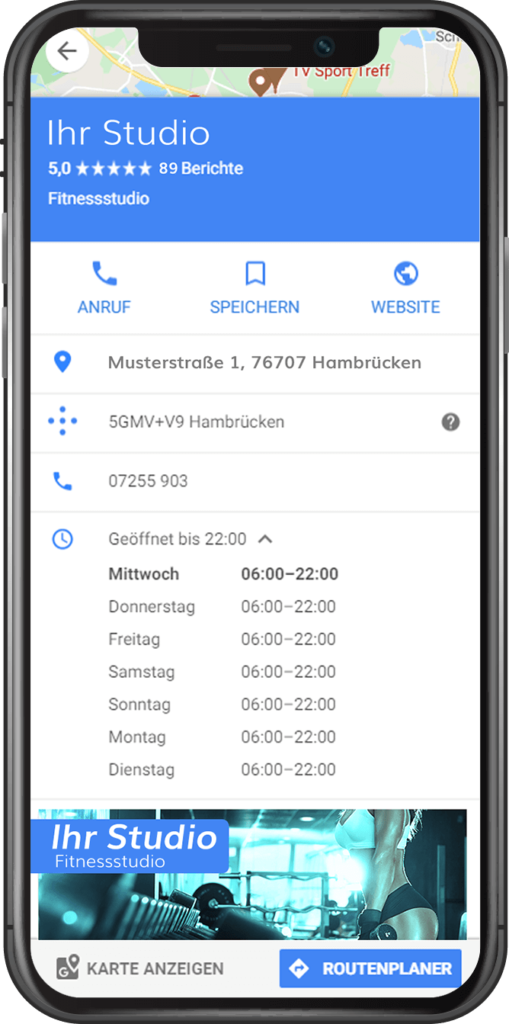 Sch
TV Sport Treff
Ihr Studio
5,0 ★★★★★ 89 Berichte
Fitnessstudio
ANRUF SPEICHERN WEBSITE
Musterstraße 1, 76707 Hambrücken
5GMV+V9 Hambrücken ?
07255 903
Geöffnet bis 22:00
Mittwoch 06:00–22:00
Donnerstag 06:00–22:00
Freitag 06:00–22:00
Samstag 06:00–22:00
Sonntag 06:00–22:00
Montag 06:00–22:00
Dienstag 06:00–22:00
Ihr Studio
Fitnessstudio
G KARTE ANZEIGEN ROUTENPLANER